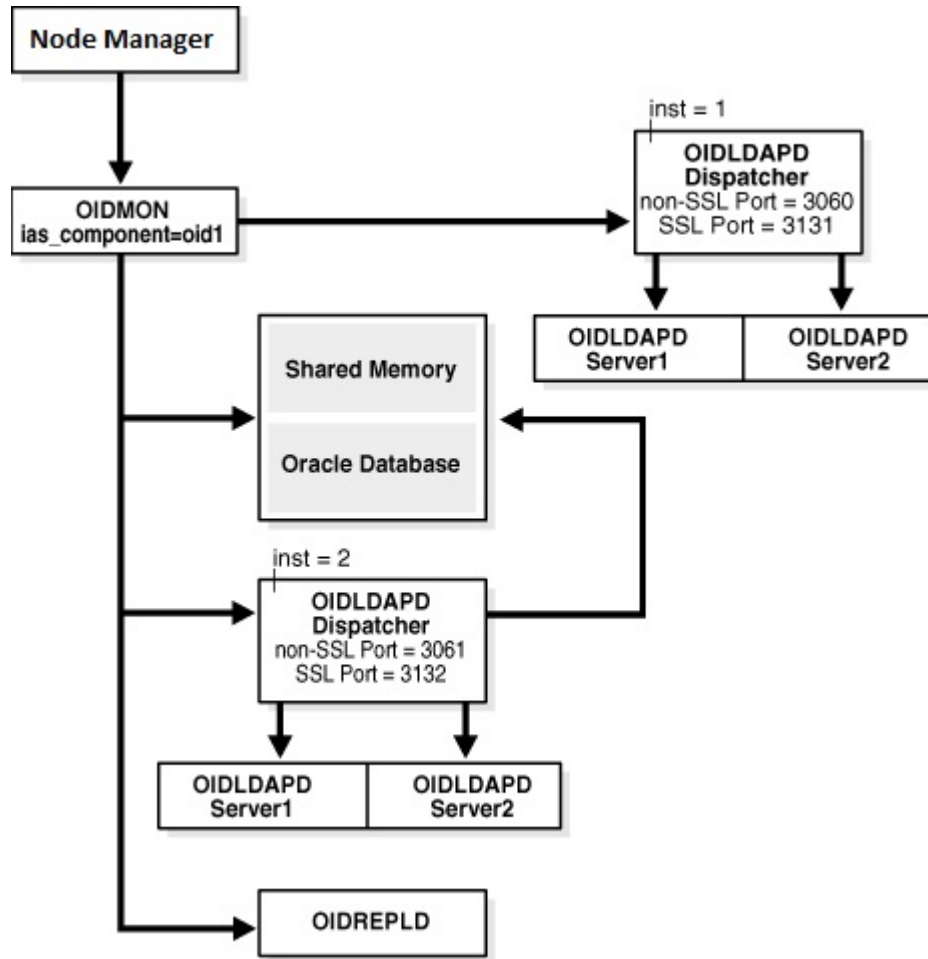 Node Manager
inst = 1
OIDLDAPD
Dispatcher
non-SSL Port = 3060
SSL Port = 3131
OIDMON
ias_component=oid1
OIDLDAPD
Server1
OIDLDAPD
Server2
Shared Memory
Oracle Database
inst = 2
OIDLDAPD
Dispatcher
non-SSL Port = 3061
SSL Port = 3132
OIDLDAPD
Server1
OIDLDAPD
Server2
OIDREPLD